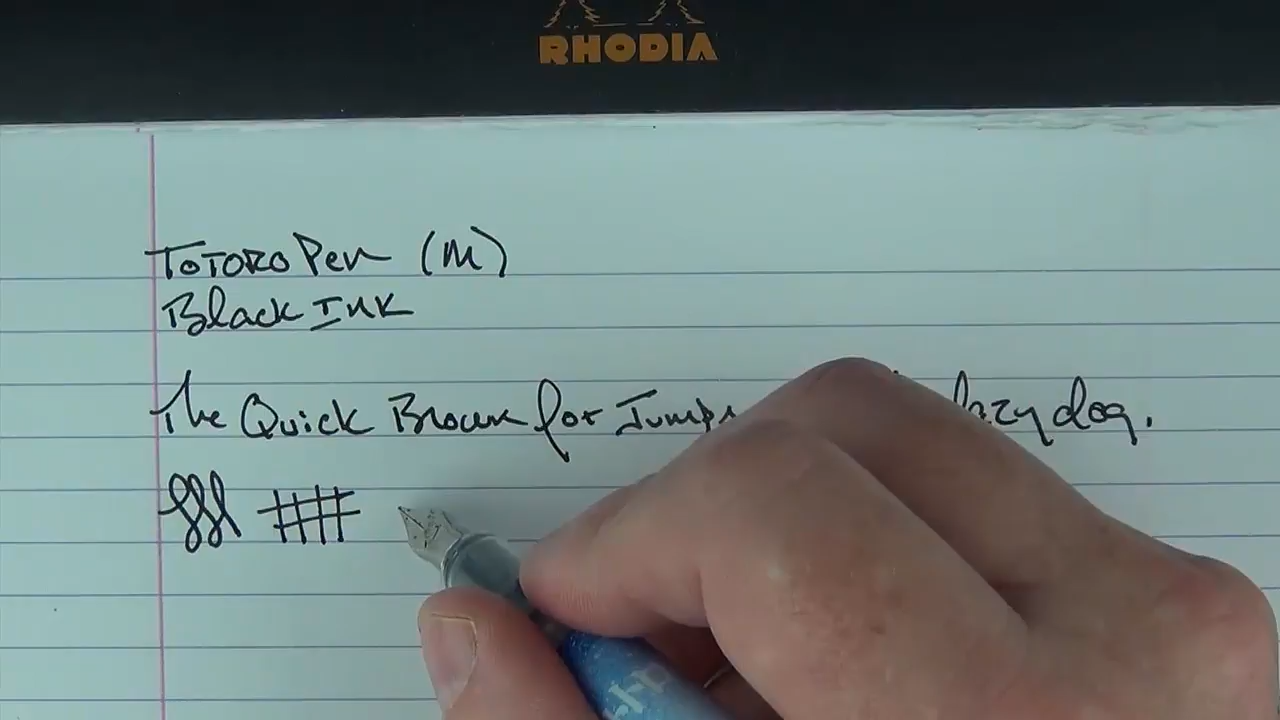 RHODIA
TOTORO Pen (M)
Black Ink
The Quick Brown fox Jumps lazy dog.